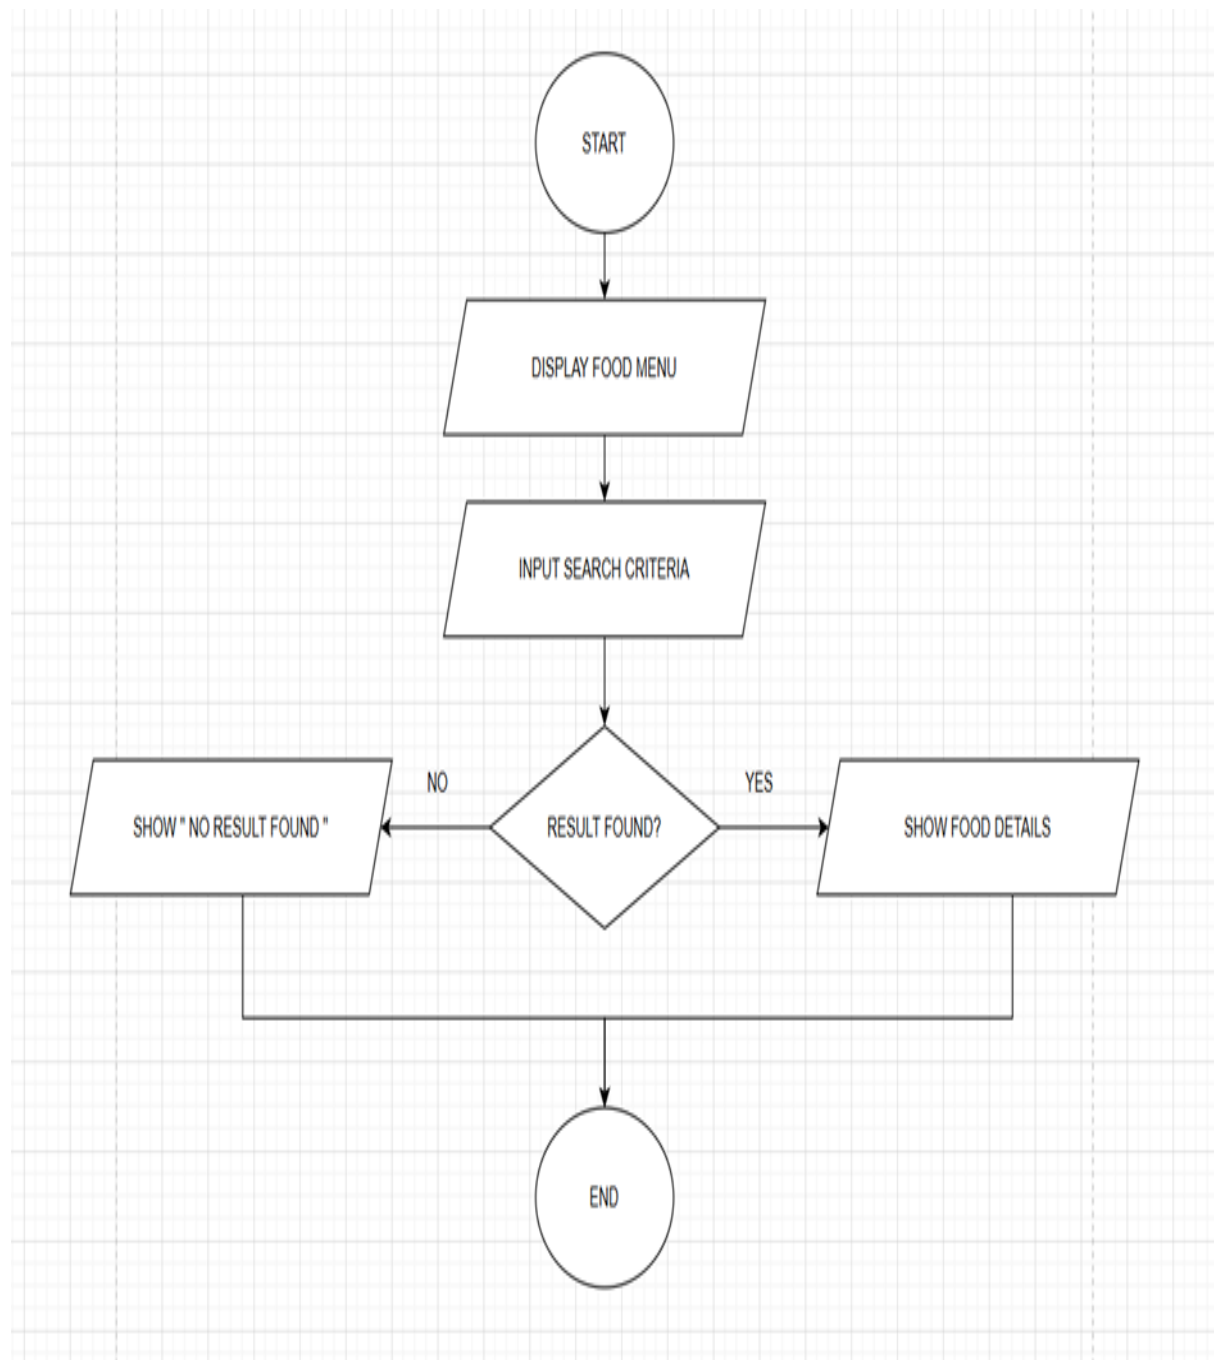 START
DISPLAY FOOD MENU
INPUT SEARCH CRITERIA
NO
YES
SHOW " NO RESULT FOUND "
RESULT FOUND?
SHOW FOOD DETAILS
END